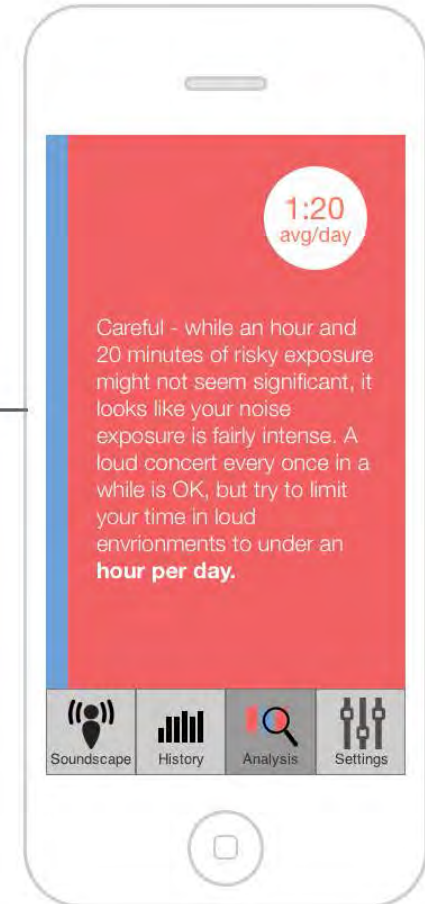 1:20
avg/day
Careful - while an hour and
20 minutes of risky exposure
might not seem significant, it
looks like your noise
exposure is fairly intense. A
loud concert every once in a
while is OK, but try to limit
your time in loud
envrionments to under an
hour per day.
Soundscape
History
Analysis
Settings